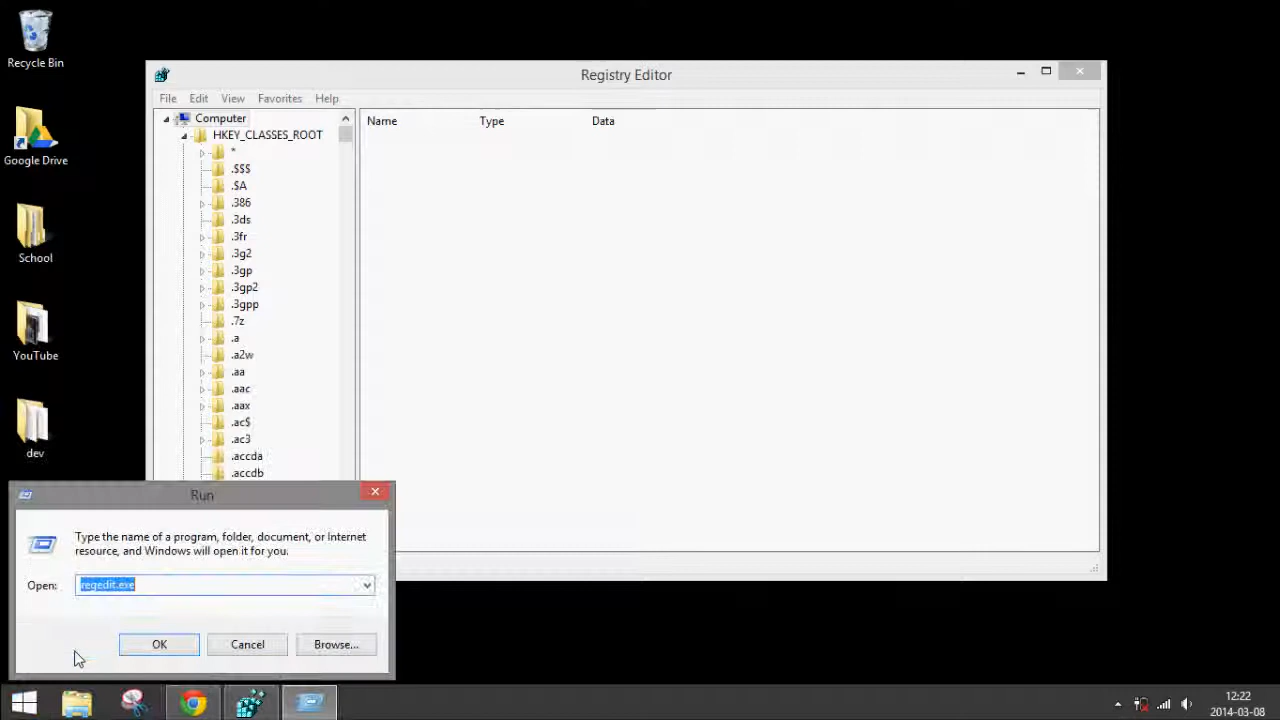 Recycle Bin
Google Drive
School
YouTube
dev
Registry Editor
File Edit View Favorites Help
Computer
HKEY_CLASSES_ROOT
*
.$$$
.$A
.386
.3ds
.3fr
.3g2
.3gp
.3gp2
.3gpp
.7z
.a
.a2w
.aa
.aac
.aax
.ac$
.ac3
.accda
.accdb
Name Type Data
Run
Type the name of a program, folder, document, or Internet
resource, and Windows will open it for you.
Open: regedit.exe
OK Cancel Browse...
12:22
2014-03-08